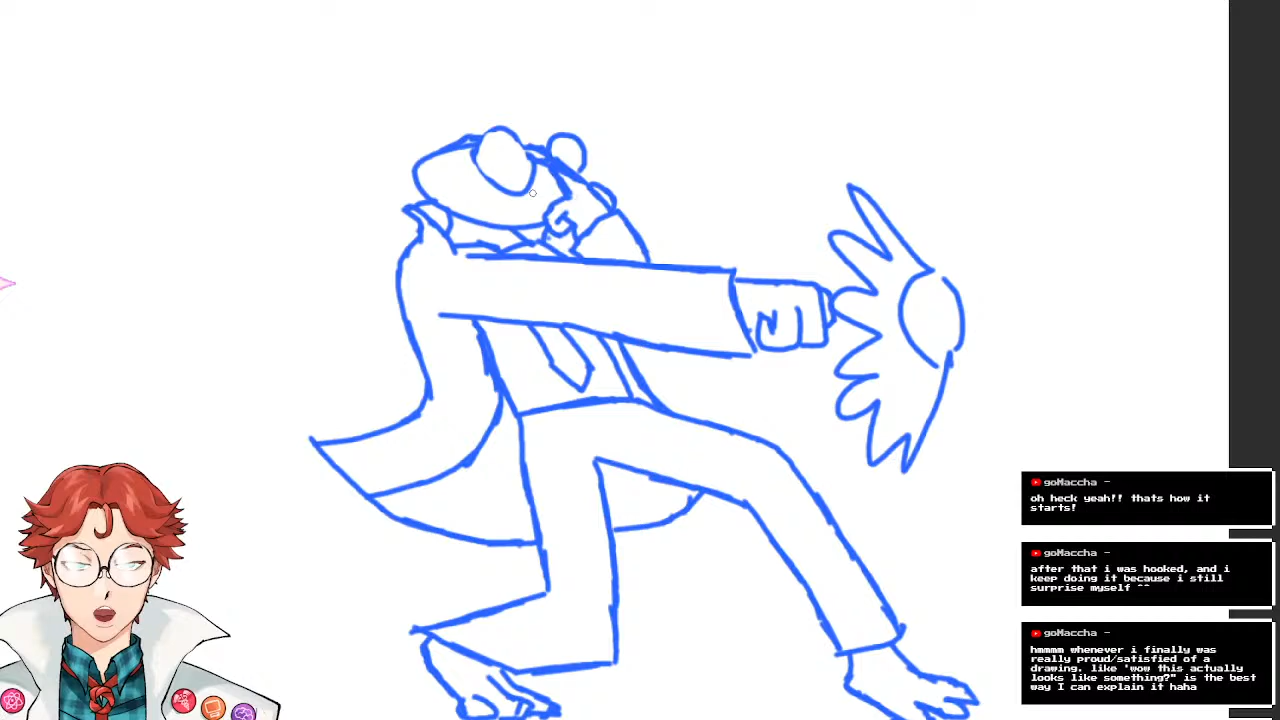 goMaccha -
oh heck yeah!! thats how it
starts!
goMaccha -
after that i was hooked, and i
keep doing it because i still
surprise myself ^^
goMaccha -
hmmmm whenever i finally was
really proud/satisfied of a
drawing. like "wow this actually
looks like something?" is the best
way I can explain it haha